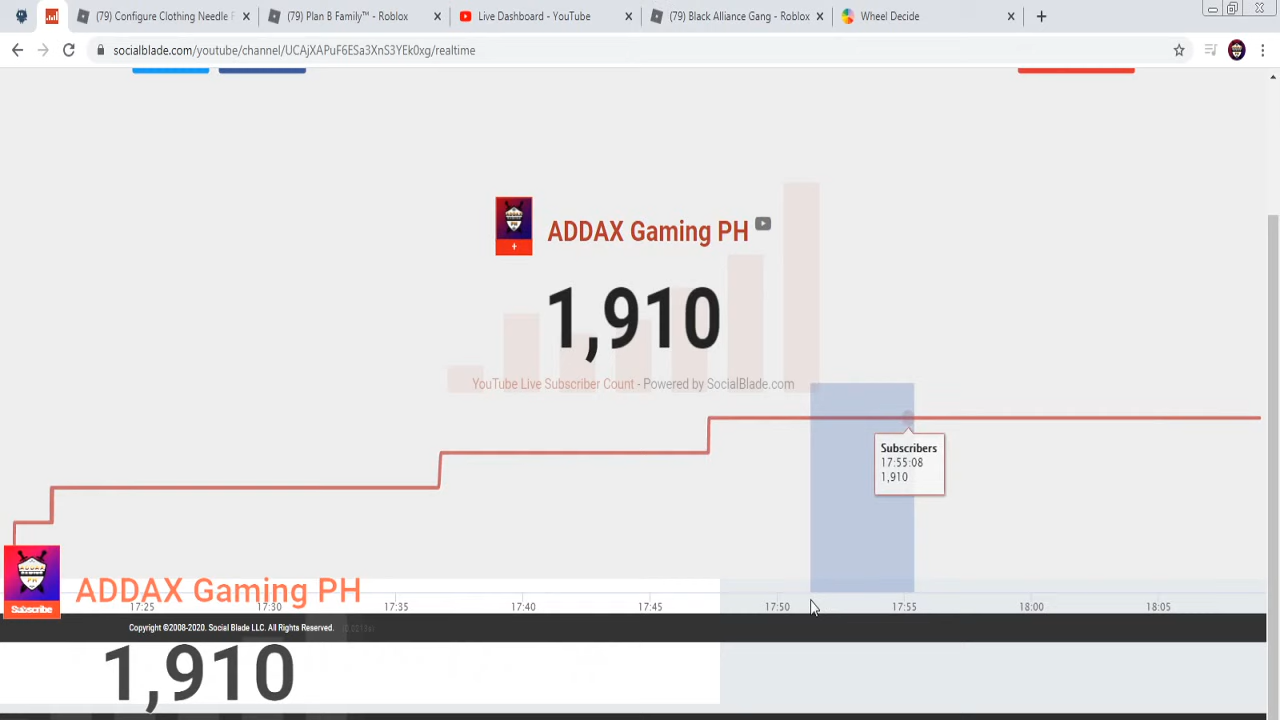 (79) Configure Clothing Needle F
(79) Plan B Family™ - Roblox
Live Dashboard - YouTube
(79) Black Alliance Gang - Roblox
Wheel Decide
socialblade.com/youtube/channel/UCAjXAPuF6ESa3XnS3YEk0xg/realtime
ADDAX Gaming PH
1,910
YouTube Live Subscriber Count - Powered by SocialBlade.com
Subscribers
17:55:08
1,910
ADDAX Gaming PH
Subscribe
17:25 17:30 17:35 17:40 17:45 17:50 17:55 18:00 18:05
Copyright ©2008-2020. Social Blade LLC. All Rights Reserved.
1,910